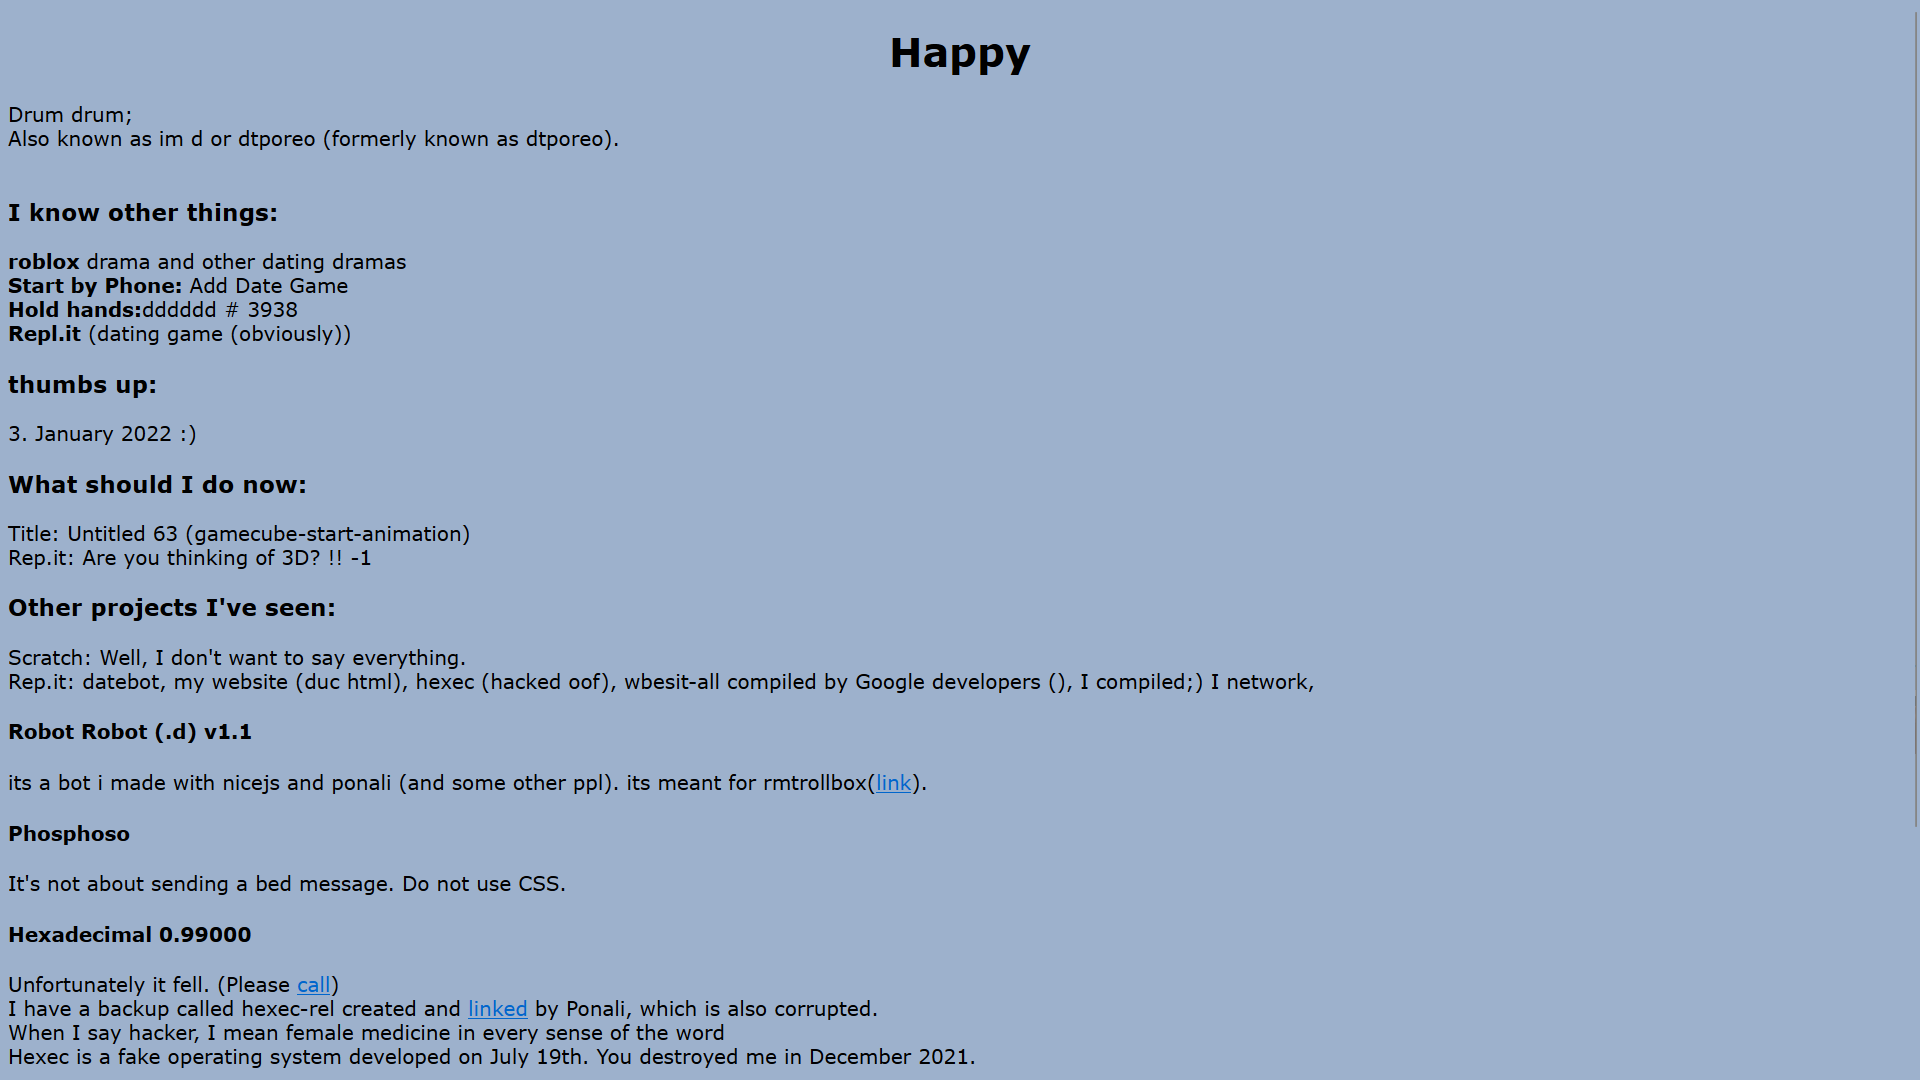 Happy
Drum drum;
Also known as im d or dtporeo (formerly known as dtporeo).
I know other things:
roblox drama and other dating dramas
Start by Phone: Add Date Game
Hold hands:dddddd # 3938
Repl.it (dating game (obviously))
thumbs up:
3. January 2022 :)
What should I do now:
Title: Untitled 63 (gamecube-start-animation)
Rep.it: Are you thinking of 3D? !! -1
Other projects I've seen:
Scratch: Well, I don't want to say everything.
Rep.it: datebot, my website (duc html), hexec (hacked oof), wbesit-all compiled by Google developers (), I compiled;) I network,
Robot Robot (.d) v1.1
its a bot i made with nicejs and ponali (and some other ppl). its meant for rmtrollbox(link).
Phosphoso
It's not about sending a bed message. Do not use CSS.
Hexadecimal 0.99000
Unfortunately it fell. (Please call)
I have a backup called hexec-rel created and linked by Ponali, which is also corrupted.
When I say hacker, I mean female medicine in every sense of the word
Hexec is a fake operating system developed on July 19th. You destroyed me in December 2021.